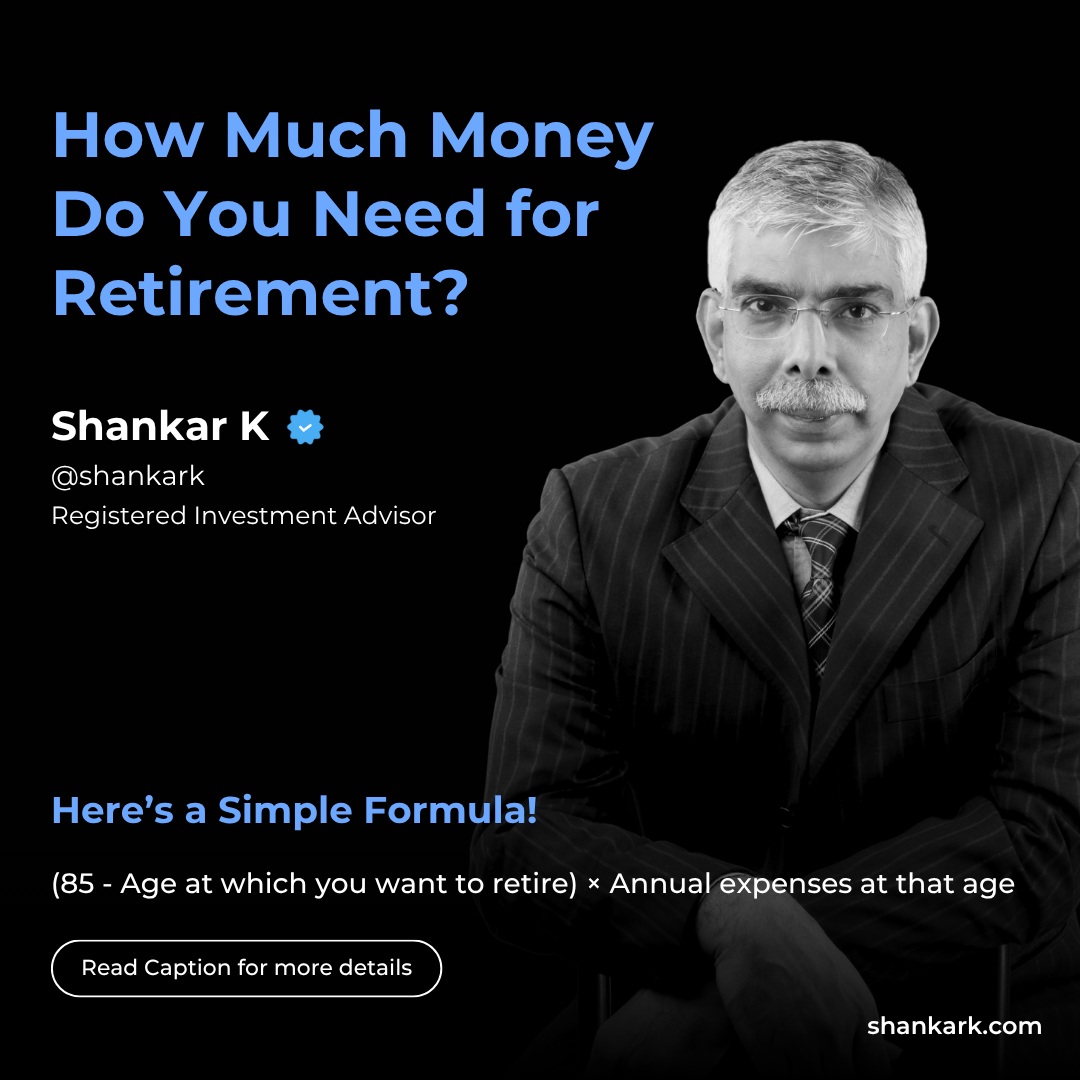 How Much Money
Do You Need for
Retirement?
Shankar K
@shankark
Registered Investment Advisor
Here’s a Simple Formula!
(85 - Age at which you want to retire) × Annual expenses at that age
Read Caption for more details
shankark.com